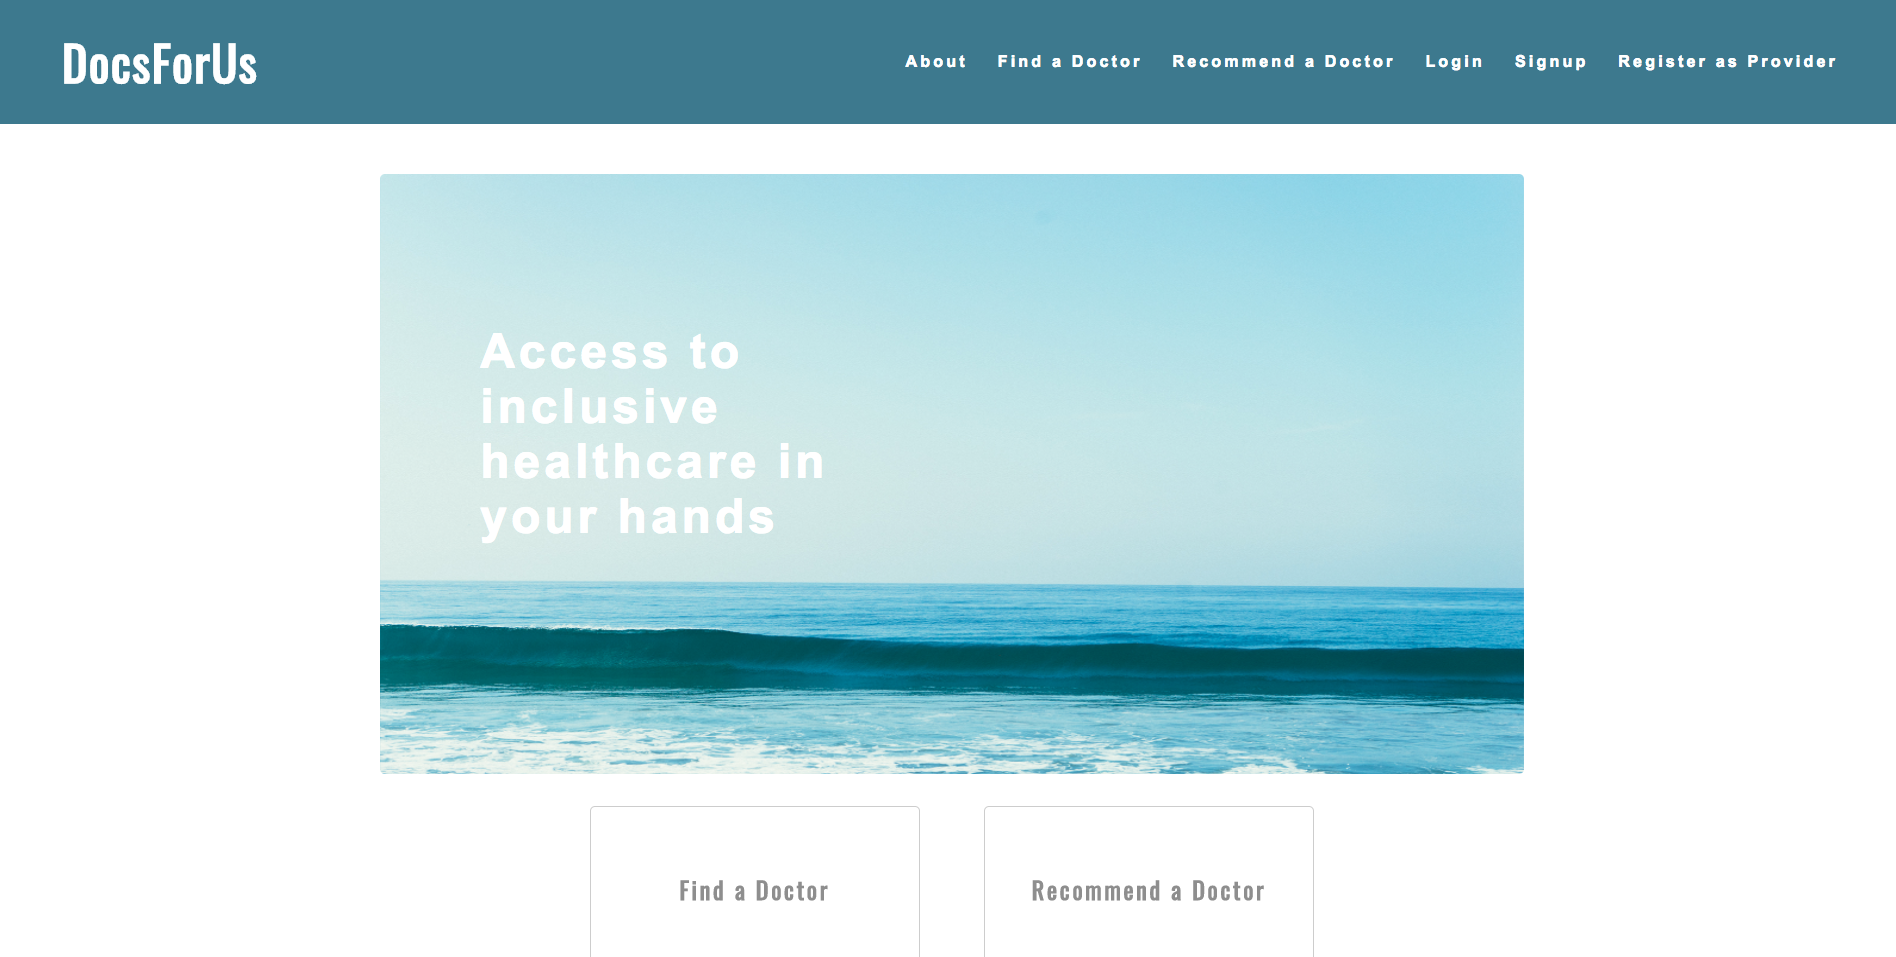 DocsForUs
About Find a Doctor Recommend a Doctor Login Signup Register as Provider
Access to
inclusive
healthcare in
your hands
Find a Doctor Recommend a Doctor